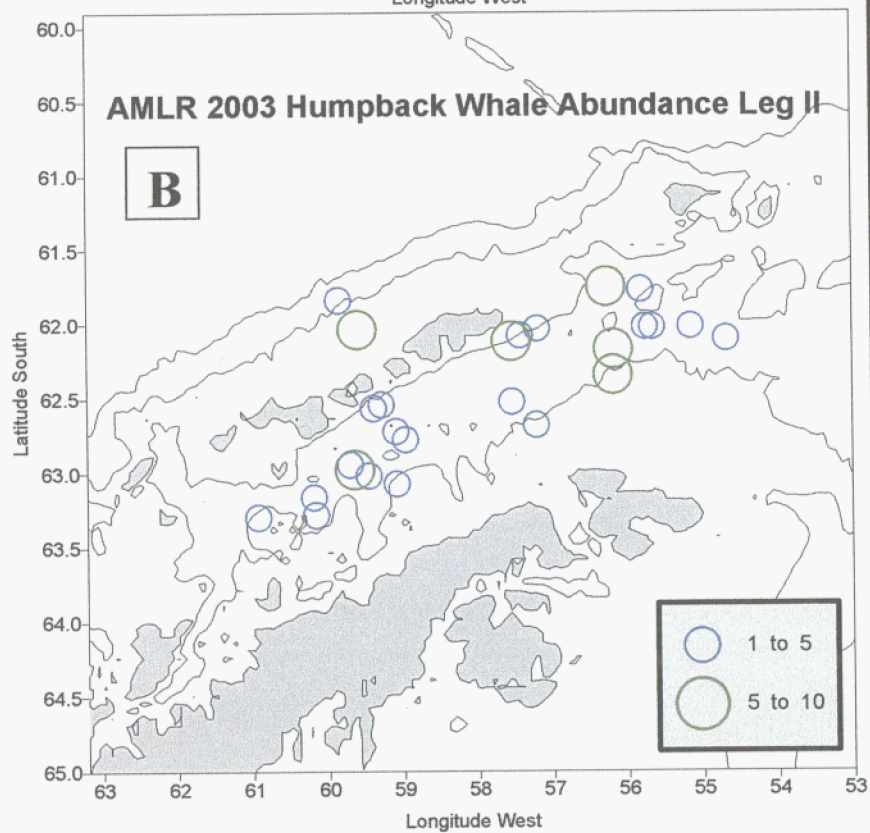 Longitude West
AMLR 2003 Humpback Whale Abundance Leg II
B
60.0
60.5
61.0
61.5
62.0
62.5
63.0
63.5
64.0
64.5
65.0
Latitude South
1 to 5
5 to 10
63 62 61 60 59 58 57 56 55 54 53
Longitude West